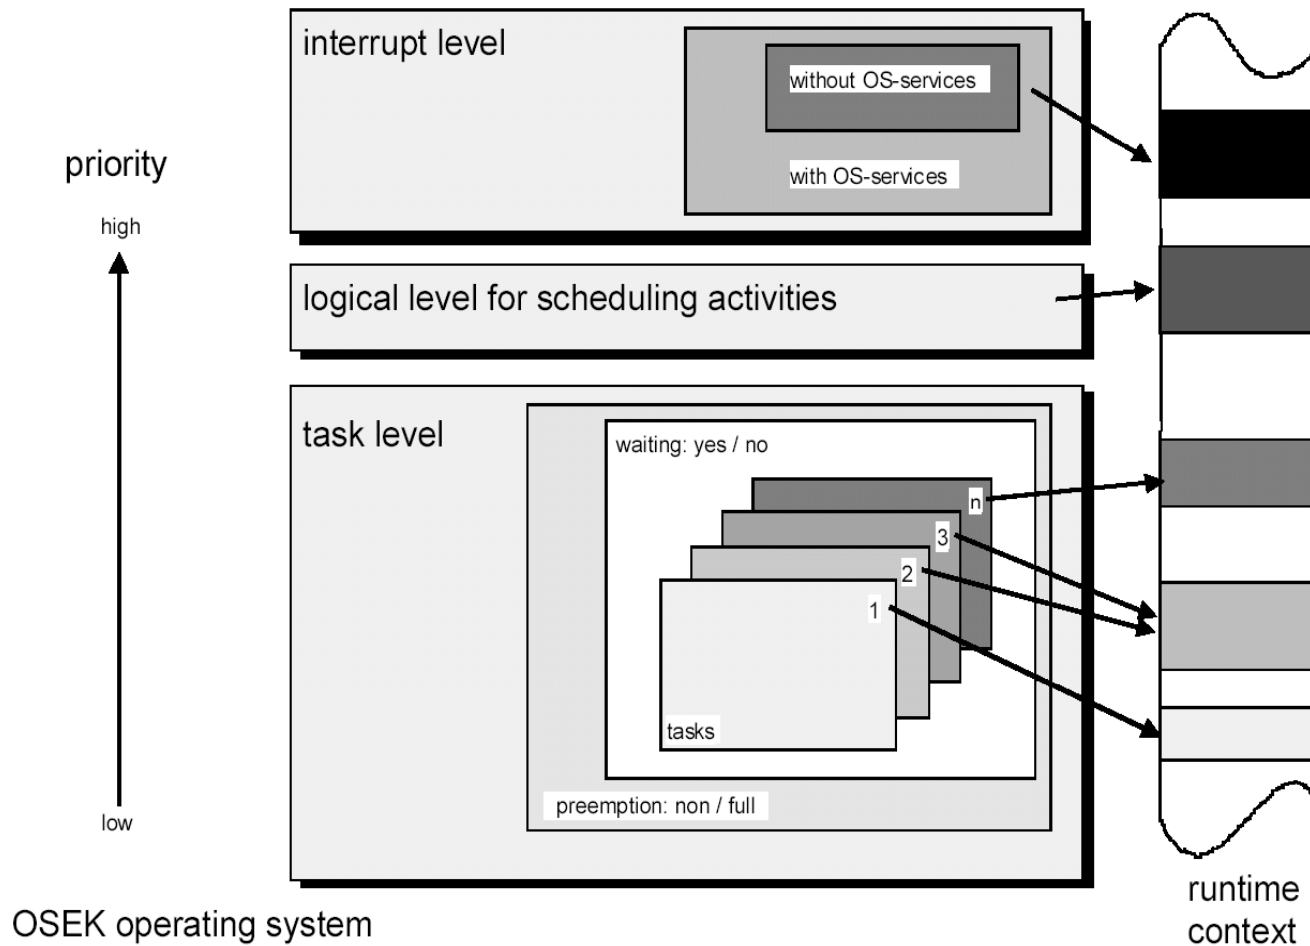 interrupt level
without OS-services
with OS-services
priority
high
logical level for scheduling activities
task level
waiting: yes / no
n
3
2
1
tasks
preemption: non / full
low
runtime
context
OSEK operating system